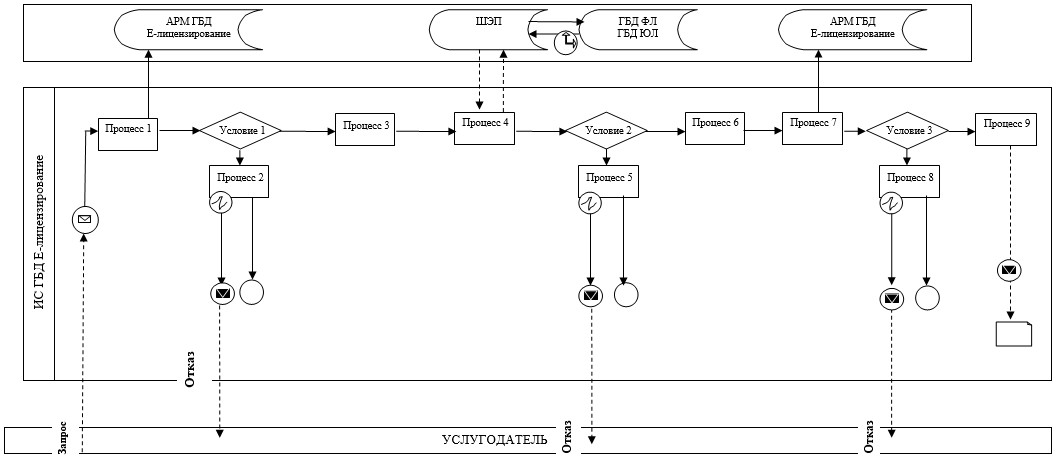 АРМ ГБД
Е-лицензирование
ШЭП
ГБД ФЛ
ГБД ЮЛ
АРМ ГБД
Е-лицензирование
ИС ГБД Е-лицензирование
Процесс 1
Условие 1
Процесс 3
Процесс 4
Условие 2
Процесс 6
Процесс 7
Условие 3
Процесс 9
Процесс 2
Процесс 5
Процесс 8
Отказ
Запрос
УСЛУГОДАТЕЛЬ
Отказ
Отказ